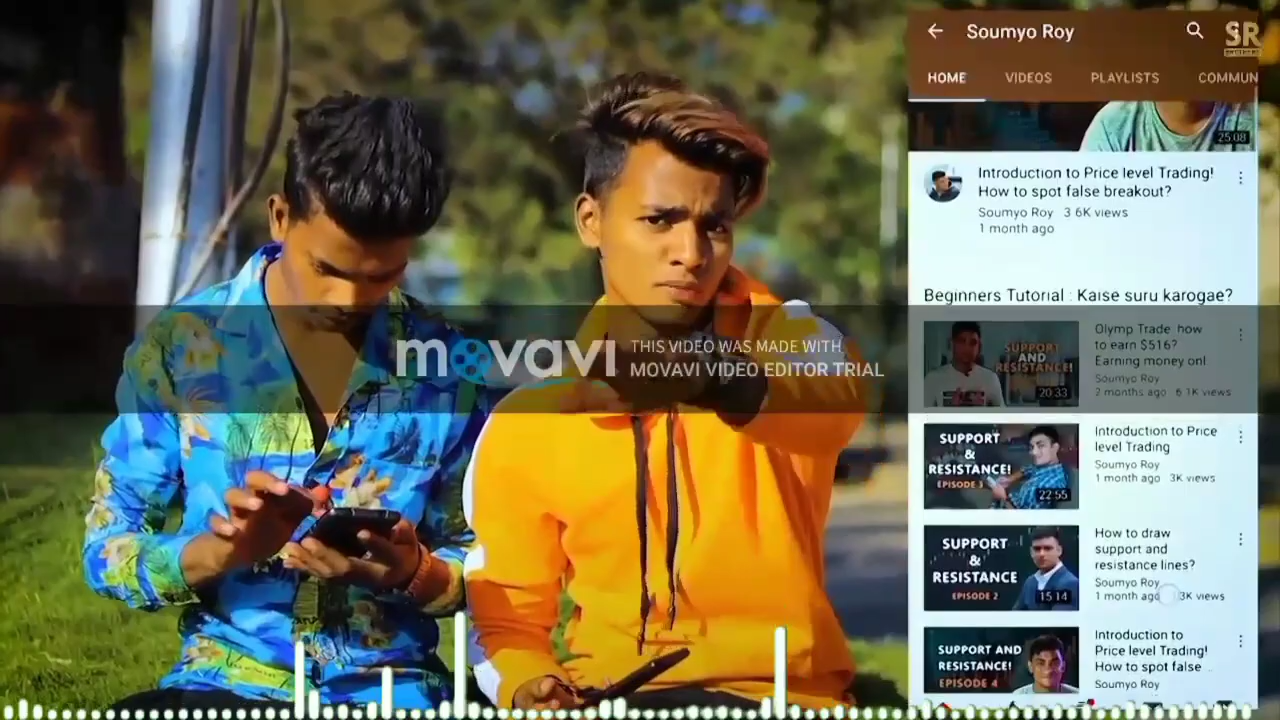 Soumyo Roy
SR
HOME VIDEOS PLAYLISTS COMMUN
25:08
Introduction to Price level Trading!
How to spot false breakout?
Soumyo Roy 3.6K views
1 month ago
Beginners Tutorial : Kaise suru karogae?
movavi
THIS VIDEO WAS MADE WITH
MOVAVI VIDEO EDITOR TRIAL
SUPPORT
AND
RESISTANCE!
20:33
Olymp Trade how
to earn $516?
Earning money onl
Soumyo Roy
2 months ago 6.1K views
SUPPORT
&
RESISTANCE!
EPISODE 3
22:55
Introduction to Price
level Trading
Soumyo Roy
1 month ago 3K views
SUPPORT
&
RESISTANCE
EPISODE 2
15:14
How to draw
support and
resistance lines?
Soumyo Roy
1 month ago 3K views
SUPPORT AND
RESISTANCE!
EPISODE 4
Introduction to
Price level Trading!
How to spot false
Soumyo Roy